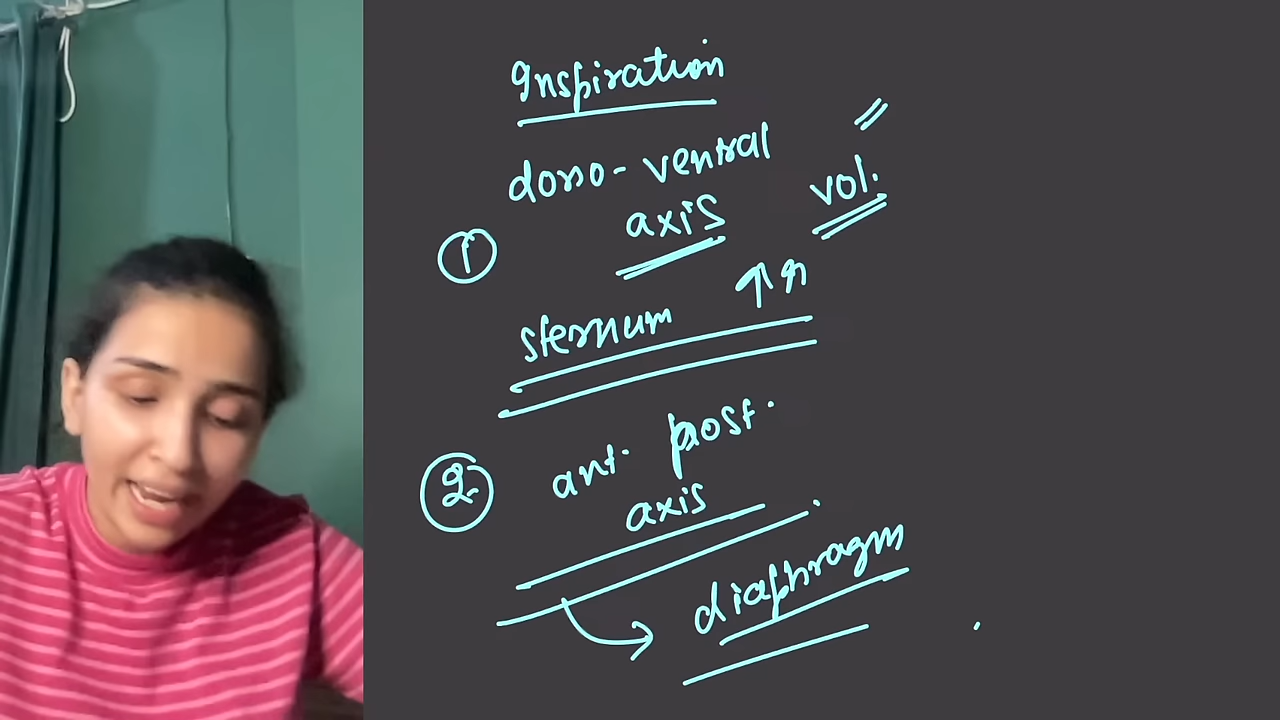 Inspiration
dorso-ventral
axis vol.
①
sternum ↑
② ant. post.
axis
→ diaphragm